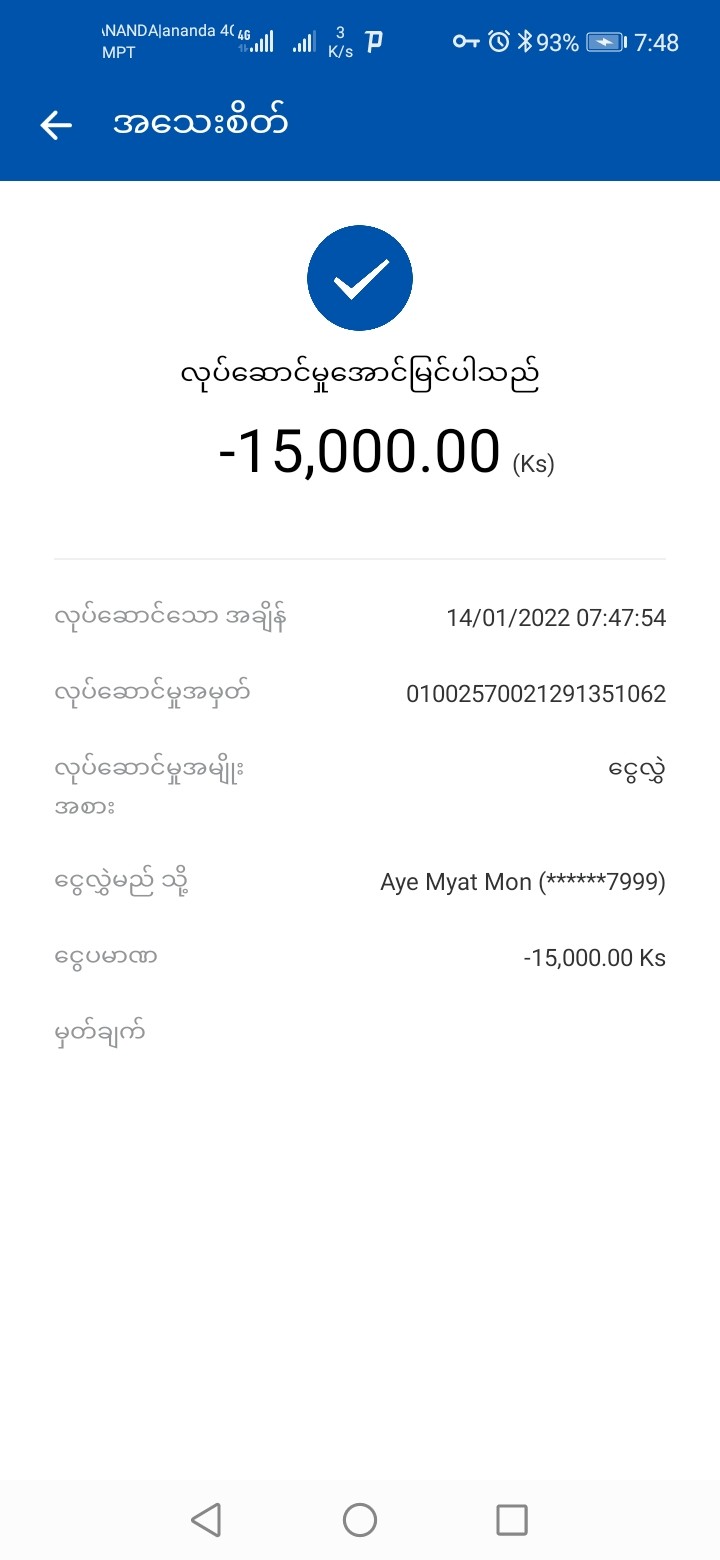 ANANDA|ananda 4G 4G 3 K/s 93% 7:48
MPT
အသေးစိတ်
လုပ်ဆောင်မှုအောင်မြင်ပါသည်
-15,000.00 (Ks)
လုပ်ဆောင်သော အချိန် 14/01/2022 07:47:54
လုပ်ဆောင်မှုအမှတ် 01002570021291351062
လုပ်ဆောင်မှုအမျိုး ငွေလွှဲ
အစား
ငွေလွှဲမည် သို့ Aye Myat Mon (******7999)
ငွေပမာဏ -15,000.00 Ks
မှတ်ချက်